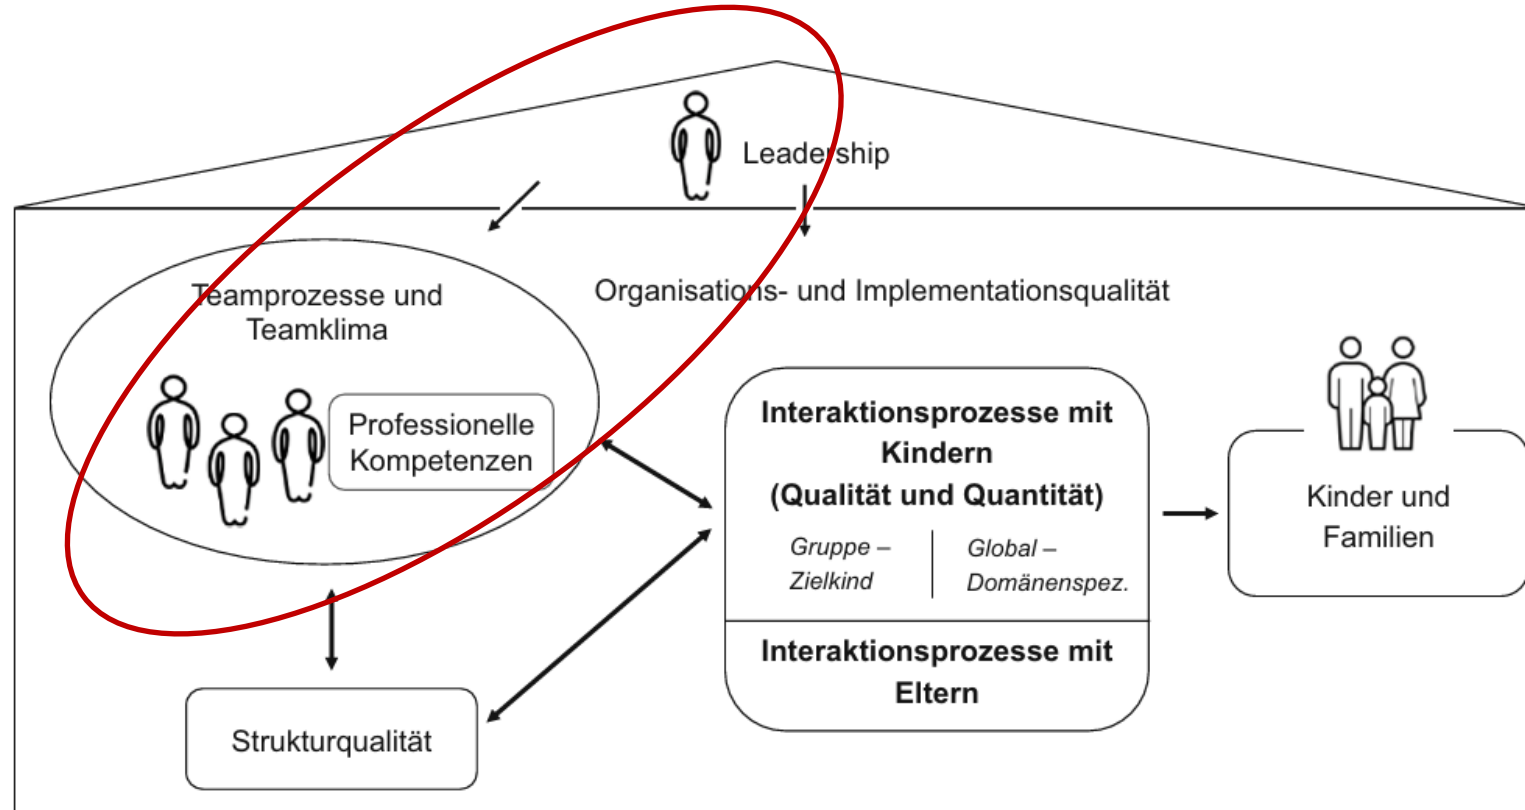 Leadership
Teamprozesse und
Teamklima
Organisations- und Implementationsqualität
Professionelle
Kompetenzen
Interaktionsprozesse mit
Kindern
(Qualität und Quantität)
Gruppe –
Zielkind
Global –
Domänenspez.
Interaktionsprozesse mit
Eltern
Kinder und
Familien
Strukturqualität